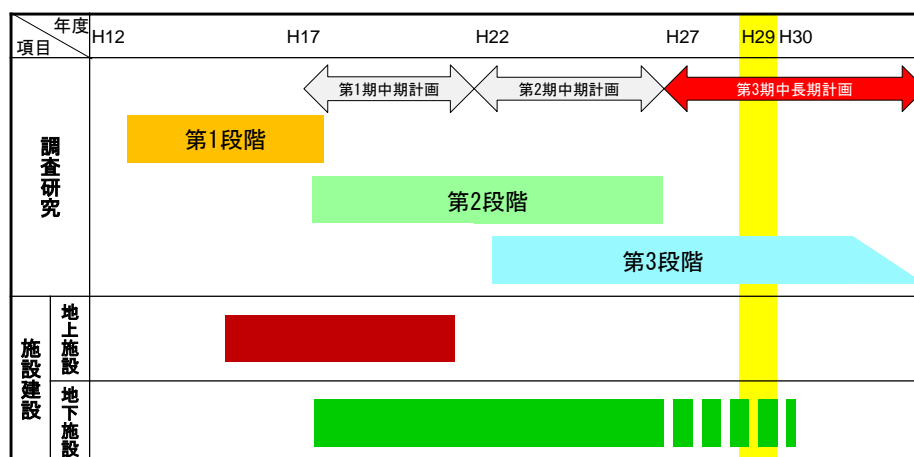 年度
項目
H12
H17
H22
H27
H29
H30
調査研究
第1期中期計画
第2期中期計画
第3期中長期計画
第1段階
第2段階
第3段階
施設建設
地上施設
地下施設